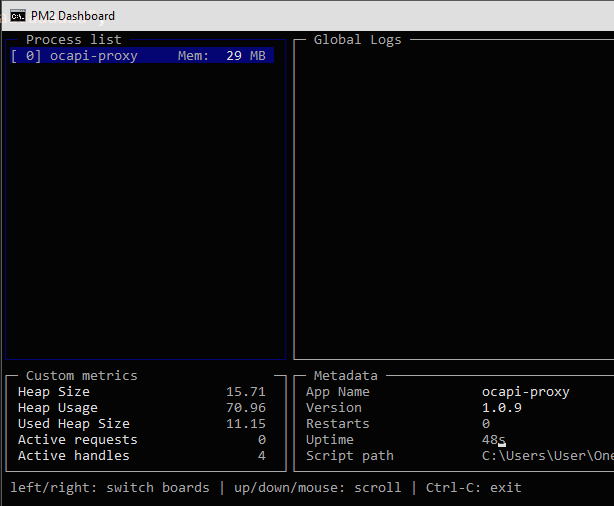 PM2 Dashboard
Process list
[ 0] ocapi-proxy Mem: 29 MB
Global Logs
Custom metrics
Heap Size 15.71
Heap Usage 70.96
Used Heap Size 11.15
Active requests 0
Active handles 4
Metadata
App Name ocapi-proxy
Version 1.0.9
Restarts 0
Uptime 48s
Script path C:\Users\User\One
left/right: switch boards | up/down/mouse: scroll | Ctrl-C: exit